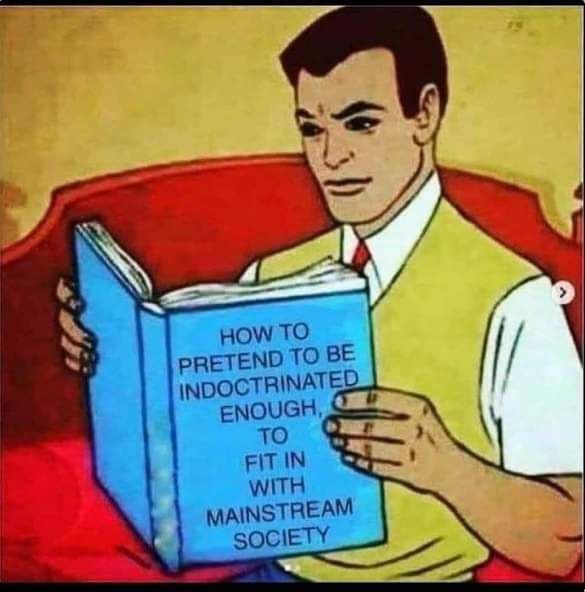 HOW TO
PRETEND TO BE
INDOCTRINATED
ENOUGH,
TO
FIT IN
WITH
MAINSTREAM
SOCIETY